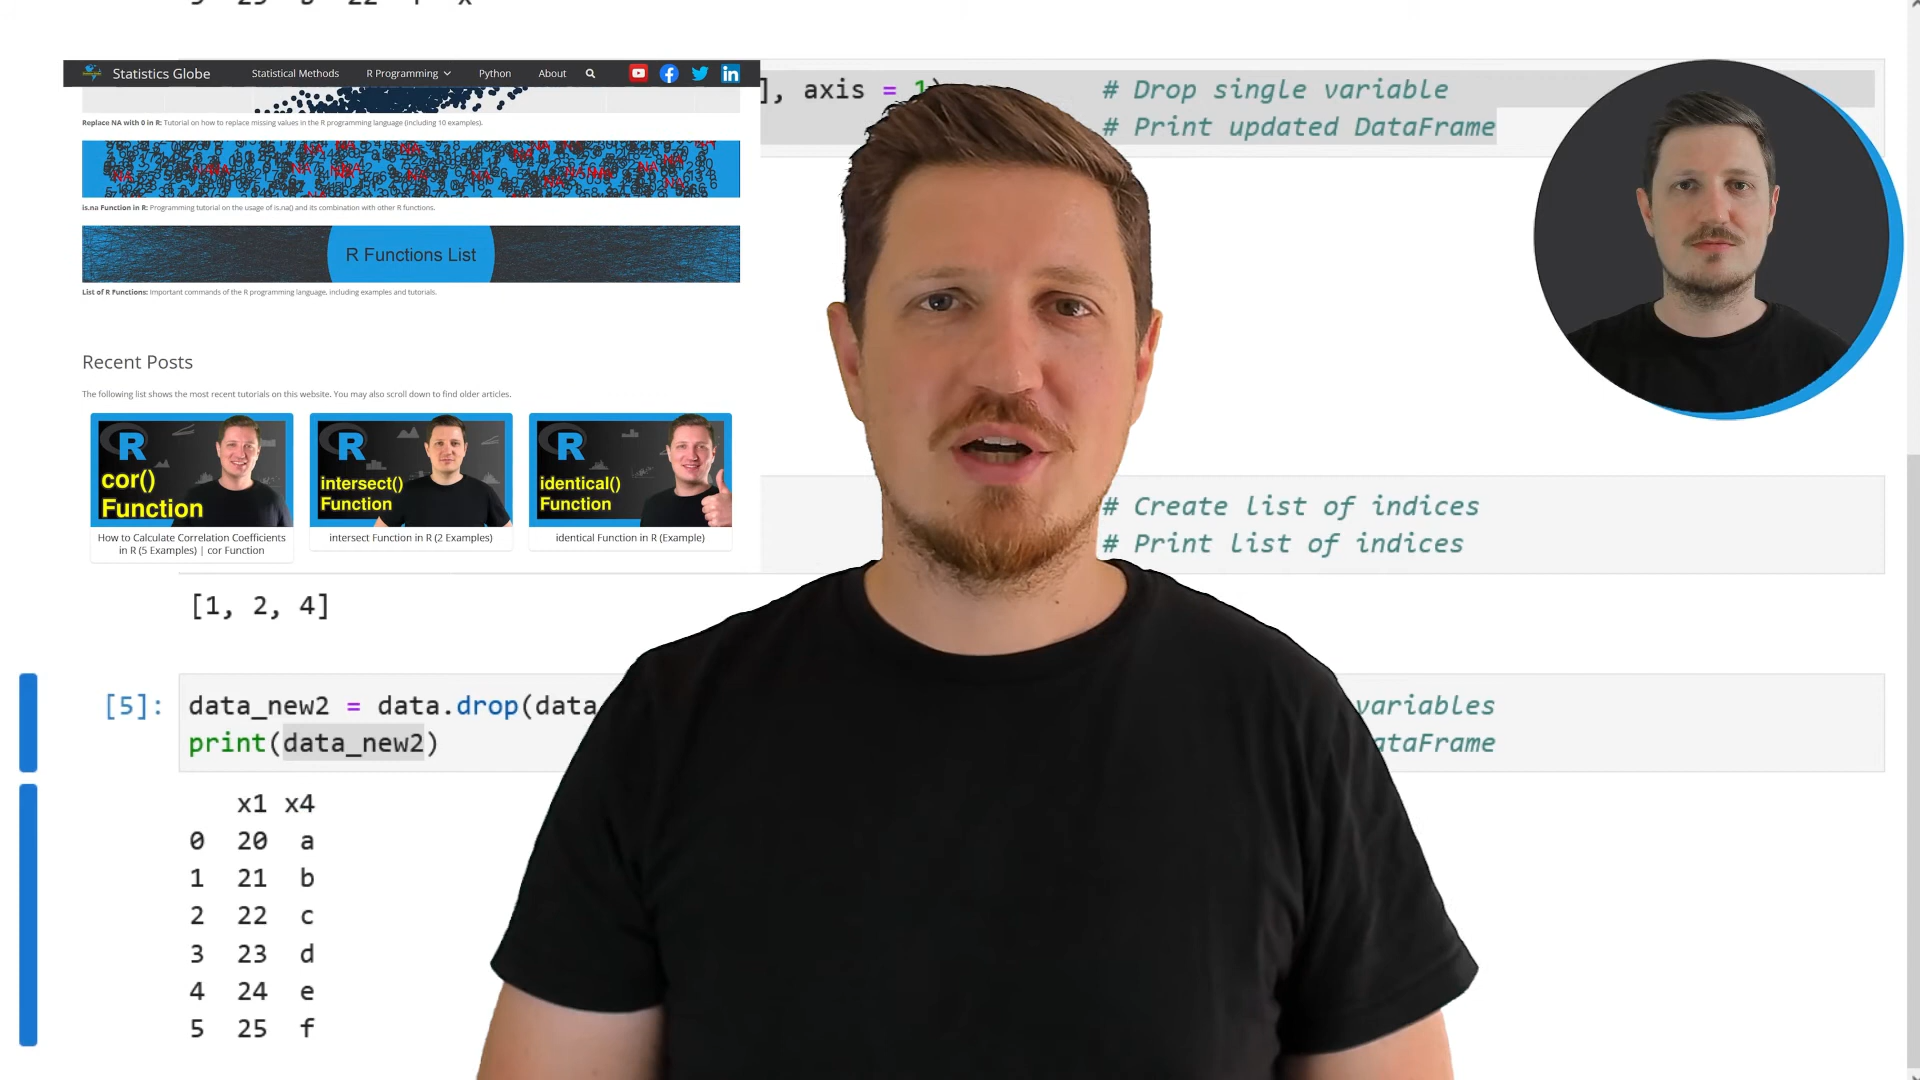 Statistics Globe
Statistical Methods
R Programming
Python
About
Replace NA with 0 in R: Tutorial on how to replace missing values in the R programming language (including 10 examples).
is.na Function in R: Programming tutorial on the usage of is.na() and its combination with other R functions.
R Functions List
List of R Functions: Important commands of the R programming language, including examples and tutorials.
Recent Posts
The following list shows the most recent tutorials on this website. You may also scroll down to find older articles.
R
cor()
Function
How to Calculate Correlation Coefficients
in R (5 Examples) | cor Function
R
intersect()
Function
intersect Function in R (2 Examples)
R
identical()
Function
identical Function in R (Example)
], axis = 1) # Drop single variable
# Print updated DataFrame
# Create list of indices
# Print list of indices
[1, 2, 4]
[5]: data_new2 = data.drop(data variables
print(data_new2) ataFrame
x1 x4
0 20 a
1 21 b
2 22 c
3 23 d
4 24 e
5 25 f